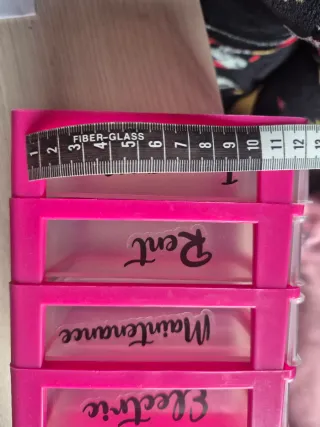 FIBER-GLASS
1 2 3 4 5 6 7 8 9 10 11 12
Rent
Maintenance
Electric